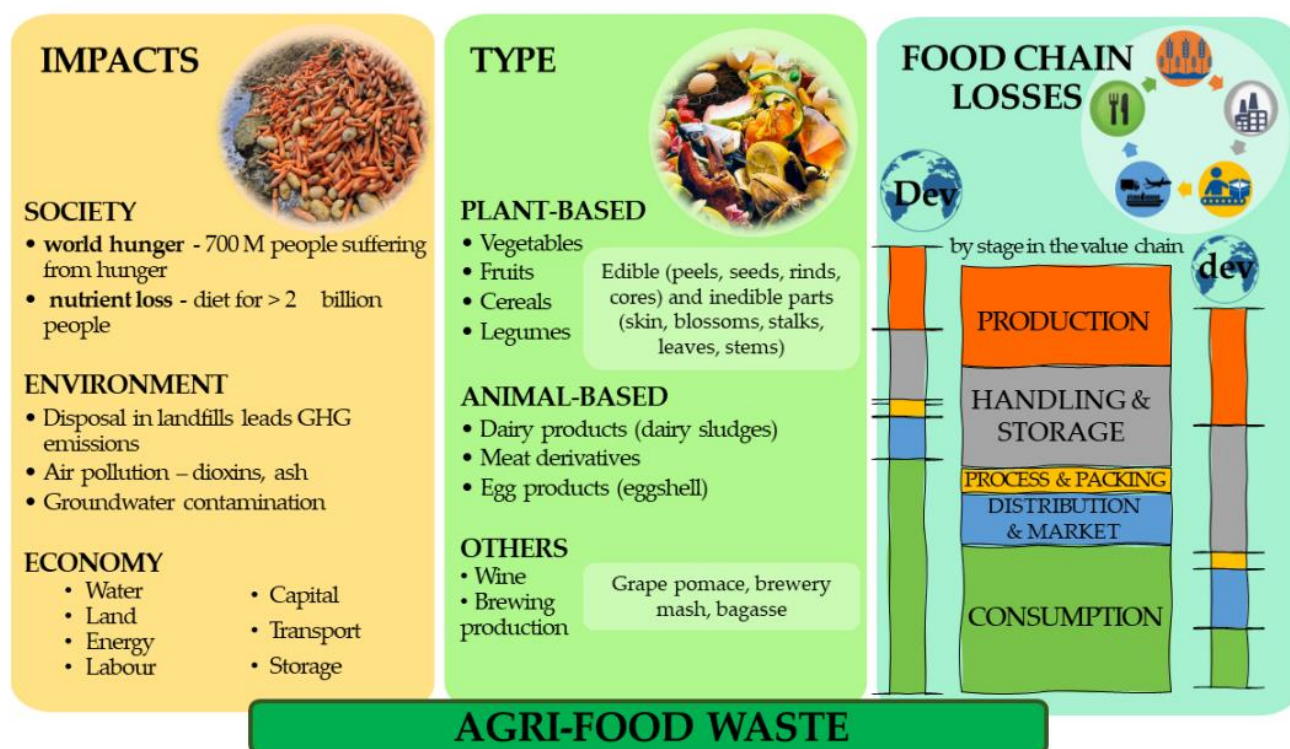 IMPACTS
SOCIETY
• world hunger - 700 M people suffering
from hunger
• nutrient loss - diet for > 2 billion
people
ENVIRONMENT
• Disposal in landfills leads GHG
emissions
• Air pollution – dioxins, ash
• Groundwater contamination
ECONOMY
• Water
• Land
• Energy
• Labour
• Capital
• Transport
• Storage
TYPE
PLANT-BASED
• Vegetables
• Fruits
• Cereals
• Legumes
Edible (peels, seeds, rinds,
cores) and inedible parts
(skin, blossoms, stalks,
leaves, stems)
ANIMAL-BASED
• Dairy products (dairy sludges)
• Meat derivatives
• Egg products (eggshell)
OTHERS
• Wine
• Brewing
production
Grape pomace, brewery
mash, bagasse
FOOD CHAIN
LOSSES
Dev
by stage in the value chain
dev
PRODUCTION
HANDLING &
STORAGE
PROCESS & PACKING
DISTRIBUTION
& MARKET
CONSUMPTION
AGRI-FOOD WASTE